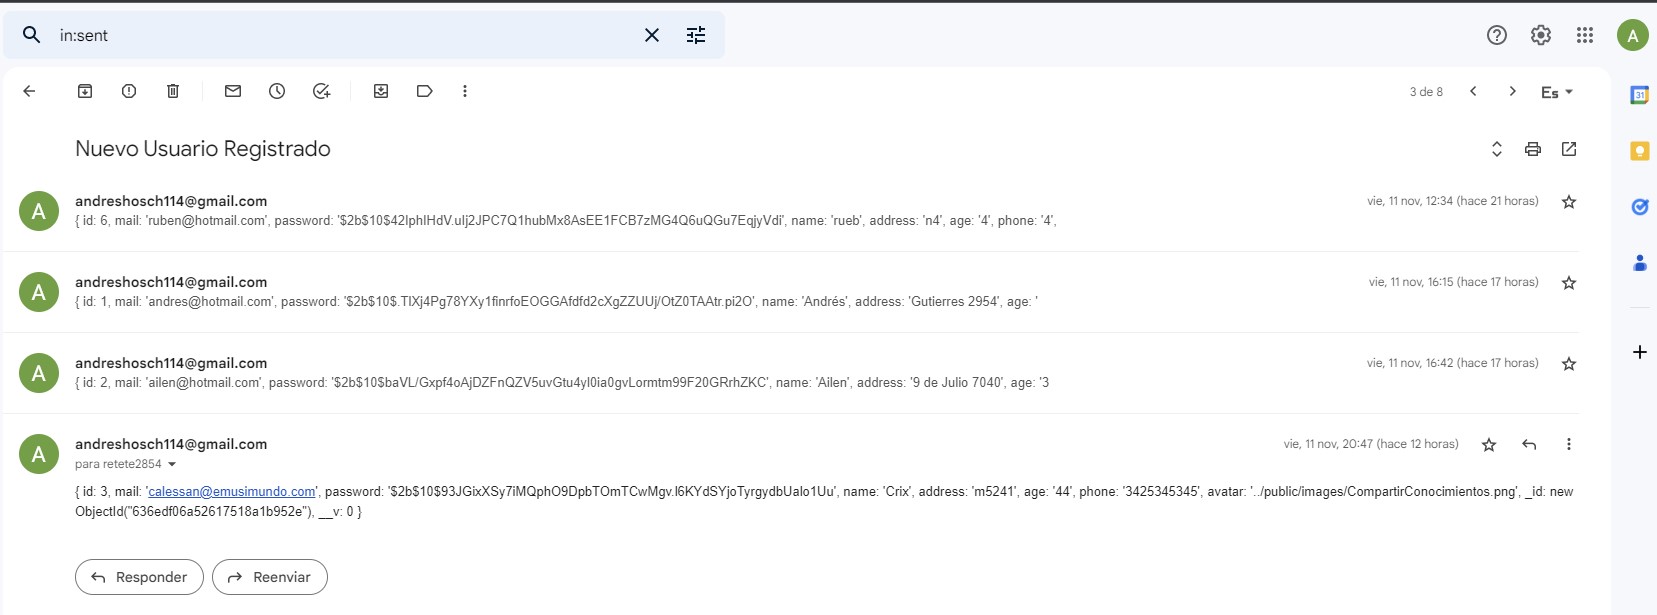 in:sent
A
3 de 8
Es
31
Nuevo Usuario Registrado
A
andreshosch114@gmail.com
vie, 11 nov, 12:34 (hace 21 horas)
{ id: 6, mail: 'ruben@hotmail.com', password: '$2b$10$42IphIHdV.uIj2JPC7Q1hubMx8AsEE1FCB7zMG4Q6uQGu7EqjyVdi', name: 'rueb', address: 'n4', age: '4', phone: '4',
A
andreshosch114@gmail.com
vie, 11 nov, 16:15 (hace 17 horas)
{ id: 1, mail: 'andres@hotmail.com', password: '$2b$10$.TlXj4Pg78YXy1finrfoEOGGAfdfd2cXgZZUUj/OtZ0TAAtr.pi2O', name: 'Andrés', address: 'Gutierres 2954', age: '
A
andreshosch114@gmail.com
vie, 11 nov, 16:42 (hace 17 horas)
{ id: 2, mail: 'ailen@hotmail.com', password: '$2b$10$baVL/Gxpf4oAjDZFnQZV5uvGtu4yI0ia0gvLormtm99F20GRrhZKC', name: 'Ailen', address: '9 de Julio 7040', age: '3
A
andreshosch114@gmail.com
vie, 11 nov, 20:47 (hace 12 horas)
para retete2854
{ id: 3, mail: 'calessan@emusimundo.com', password: '$2b$10$93JGixXSy7iMQphO9DpbTOmTCwMgv.I6KYdSYjoTyrgydbUalo1Uu', name: 'Crix', address: 'm5241', age: '44', phone: '3425345345', avatar: '../public/images/CompartirConocimientos.png', _id: new
ObjectId("636edf06a52617518a1b952e"), __v: 0 }
Responder
Reenviar